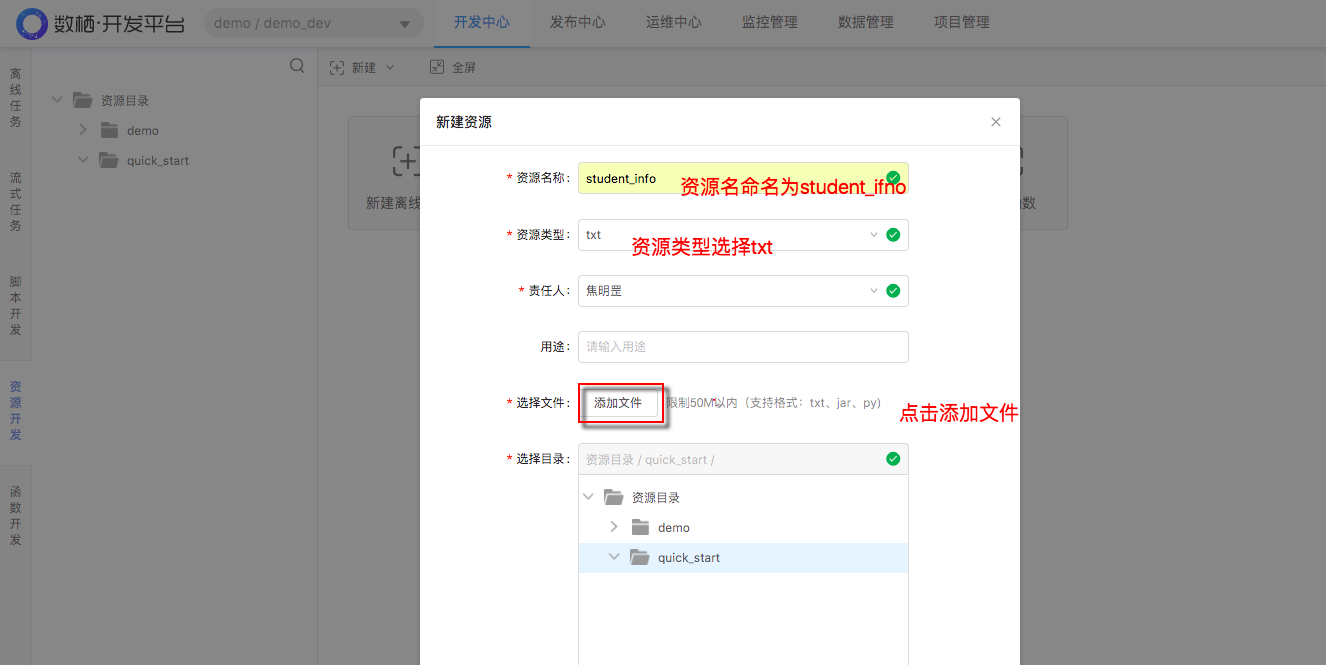 数栖·开发平台
demo / demo_dev
开发中心
发布中心
运维中心
监控管理
数据管理
项目管理
离线任务
流式任务
脚本开发
资源开发
函数开发
资源目录
demo
quick_start
新建
全屏
新建离线
数
新建资源
* 资源名称：
student_info
资源名命名为student_ifno
* 资源类型：
txt
资源类型选择txt
* 责任人：
焦明罡
用途：
请输入用途
* 选择文件：
添加文件
限制50M以内（支持格式：txt、jar、py)
点击添加文件
* 选择目录：
资源目录 / quick_start /
资源目录
demo
quick_start